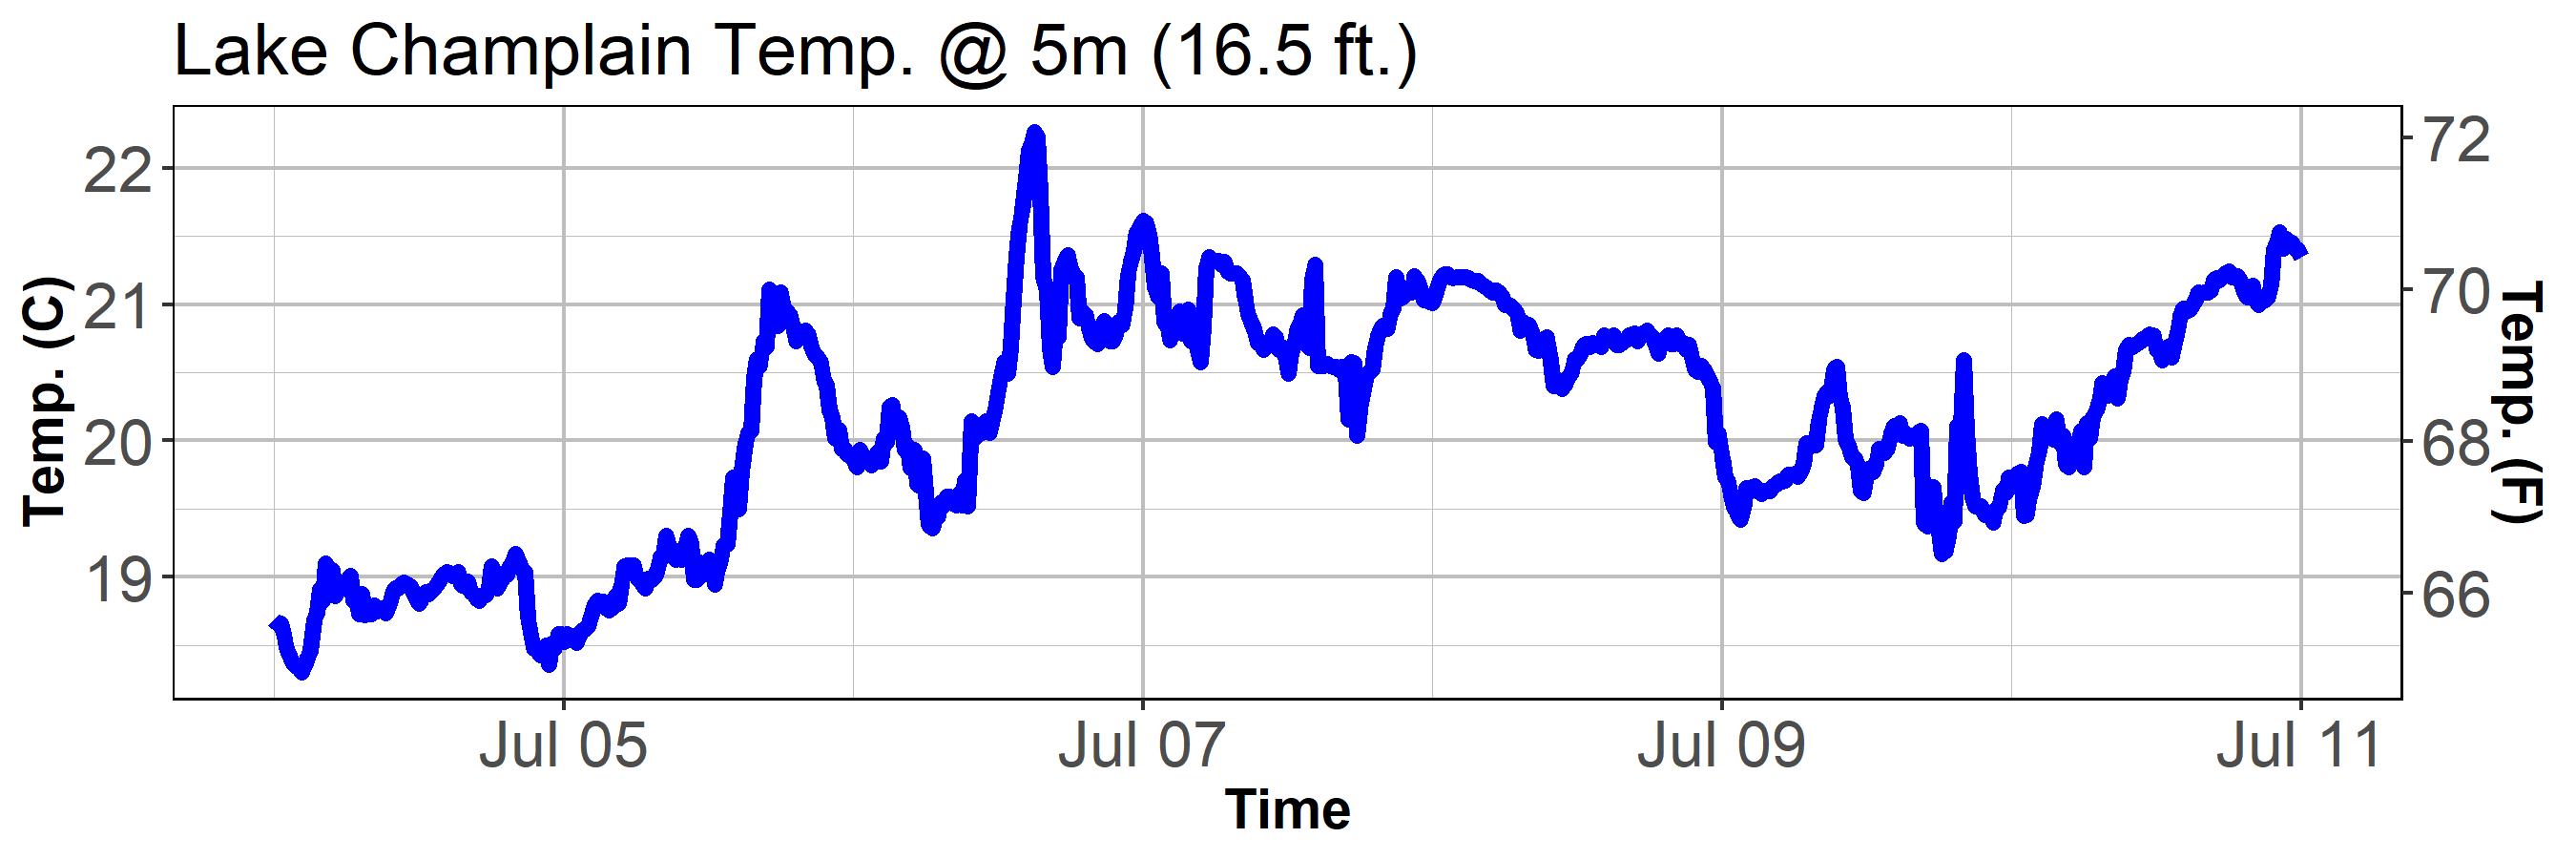 Lake Champlain Temp. @ 5m (16.5 ft.)
Temp. (C)
22
21
20
19
72
70
68
66
Temp. (F)
Jul 05 Jul 07 Jul 09 Jul 11
Time